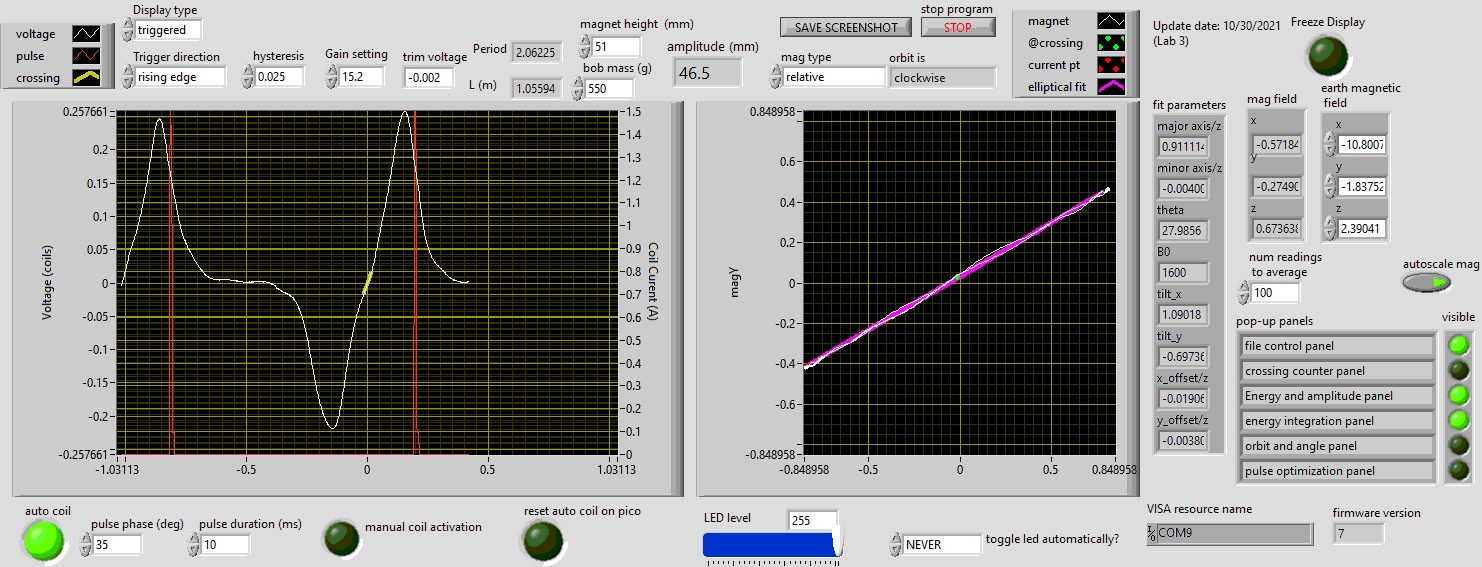 voltage
pulse
crossing
Display type
triggered
Trigger direction
rising edge
hysteresis
0.025
Gain setting
15.2
trim voltage
-0.002
Period
2.06225
L (m)
1.05594
magnet height (mm)
51
bob mass (g)
550
amplitude (mm)
46.5
SAVE SCREENSHOT
stop program
STOP
mag type
relative
orbit is
clockwise
magnet
@crossing
current pt
elliptical fit
Update date: 10/30/2021
(Lab 3)
Freeze Display
Voltage (coils)
0.257661
0.2
0.15
0.1
0.05
0
-0.05
-0.1
-0.15
-0.2
-0.257661
-1.03113
-0.5
0
0.5
1.03113
1.5
1.4
1.3
1.2
1.1
1
0.9
0.8
0.7
0.6
0.5
0.4
0.3
0.2
0.1
0
Coil Current (A)
magy
0.848958
0.6
0.4
0.2
0
-0.2
-0.4
-0.6
-0.848958
-0.848958
-0.5
0
0.5
0.848958
fit parameters
major axis/z
0.91114
minor axis/z
-0.00400
theta
27.9856
B0
1600
tilt_x
1.09018
tilt_y
-0.69736
x_offset/z
-0.01906
y_offset/z
-0.00380
mag field
x
-0.57184
y
-0.27490
z
0.67363
earth magnetic
field
x
-10.8007
y
-1.83752
z
2.39041
num readings
to average
100
autoscale mag
pop-up panels
visible
file control panel
crossing counter panel
Energy and amplitude panel
energy integration panel
orbit and angle panel
pulse optimization panel
auto coil
pulse phase (deg)
35
pulse duration (ms)
10
manual coil activation
reset auto coil on pico
LED level
255
NEVER
toggle led automatically?
VISA resource name
COM9
firmware version
7